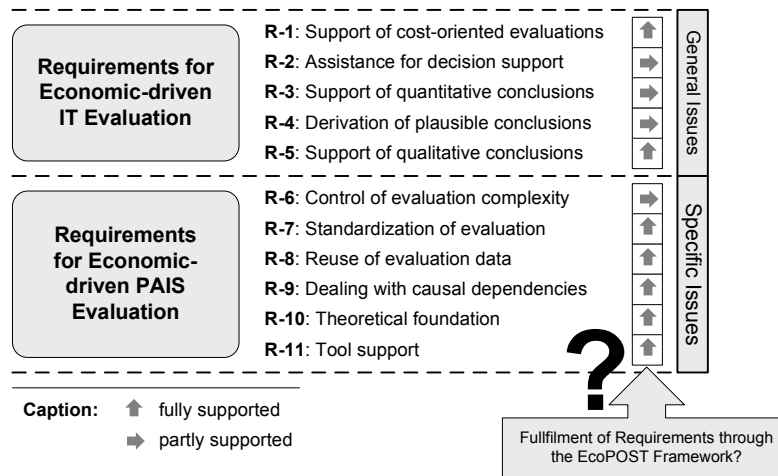 Requirements for
Economic-driven
IT Evaluation
R-1: Support of cost-oriented evaluations
R-2: Assistance for decision support
R-3: Support of quantitative conclusions
R-4: Derivation of plausible conclusions
R-5: Support of qualitative conclusions
General Issues
Requirements
for Economic-
driven PAIS
Evaluation
R-6: Control of evaluation complexity
R-7: Standardization of evaluation
R-8: Reuse of evaluation data
R-9: Dealing with causal dependencies
R-10: Theoretical foundation
R-11: Tool support
Specific Issues
?
Caption:
fully supported
partly supported
Fullfilment of Requirements through
the EcoPOST Framework?